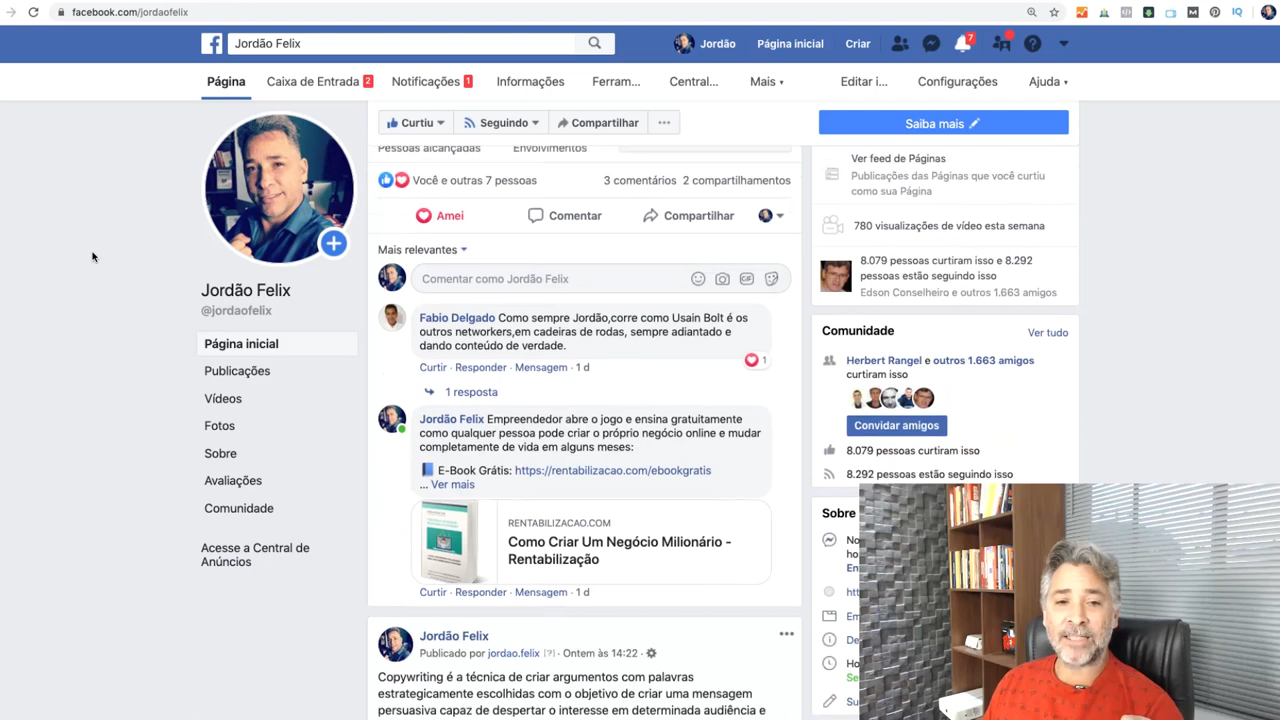 facebook.com/jordaofelix
Jordão Felix
Jordão
Página inicial
Criar
7
Página
Caixa de Entrada 2
Notificações 1
Informações
Ferram...
Central...
Mais
Editar i...
Configurações
Ajuda
Curtiu
Seguindo
Compartilhar
Saiba mais
Pessoas alcançadas
Envolvimentos
Você e outras 7 pessoas
3 comentários 2 compartilhamentos
Amei
Comentar
Compartilhar
Mais relevantes
Comentar como Jordão Felix
GIF
Fabio Delgado Como sempre Jordão,corre como Usain Bolt é os
outros networkers,em cadeiras de rodas, sempre adiantado e
dando conteúdo de verdade.
1
Curtir · Responder · Mensagem · 1 d
1 resposta
Jordão Felix Empreendedor abre o jogo e ensina gratuitamente
como qualquer pessoa pode criar o próprio negócio online e mudar
completamente de vida em alguns meses:
E-Book Grátis: https://rentabilizacao.com/ebookgratis
... Ver mais
RENTABILIZACAO.COM
Como Criar Um Negócio Milionário -
Rentabilização
Curtir · Responder · Mensagem · 1 d
Jordão Felix
Publicado por jordao.felix [?] · Ontem às 14:22
Copywriting é a técnica de criar argumentos com palavras
estrategicamente escolhidas com o objetivo de criar uma mensagem
persuasiva capaz de despertar o interesse em determinada audiência e
Jordão Felix
@jordaofelix
Página inicial
Publicações
Vídeos
Fotos
Sobre
Avaliações
Comunidade
Acesse a Central de
Anúncios
Ver feed de Páginas
Publicações das Páginas que você curtiu
como sua Página
780 visualizações de vídeo esta semana
8.079 pessoas curtiram isso e 8.292
pessoas estão seguindo isso
Edson Conselheiro e outros 1.663 amigos
Comunidade
Ver tudo
Herbert Rangel e outros 1.663 amigos
curtiram isso
Convidar amigos
8.079 pessoas curtiram isso
8.292 pessoas estão seguindo isso
Sobre
No
ho
En
htt
Em
De
Ho
Se
Su